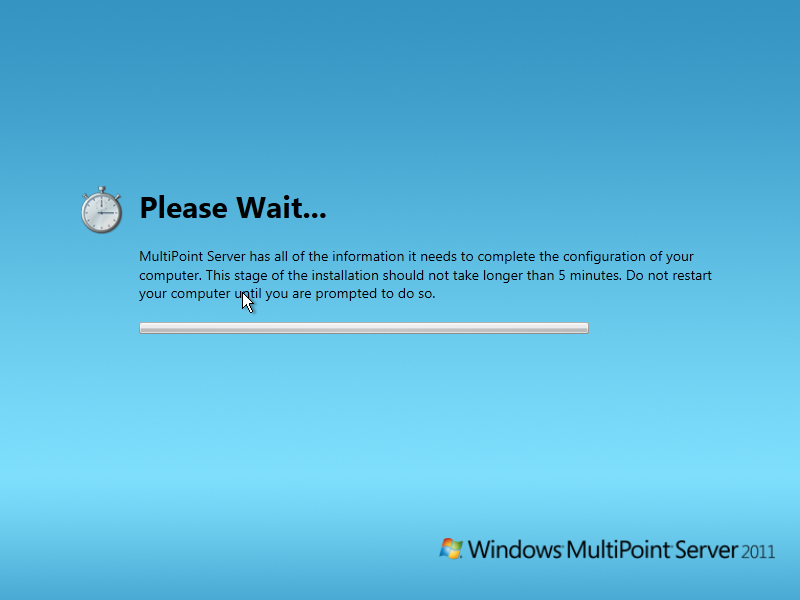 Please Wait...
MultiPoint Server has all of the information it needs to complete the configuration of your
computer. This stage of the installation should not take longer than 5 minutes. Do not restart
your computer until you are prompted to do so.
Windows MultiPoint Server 2011